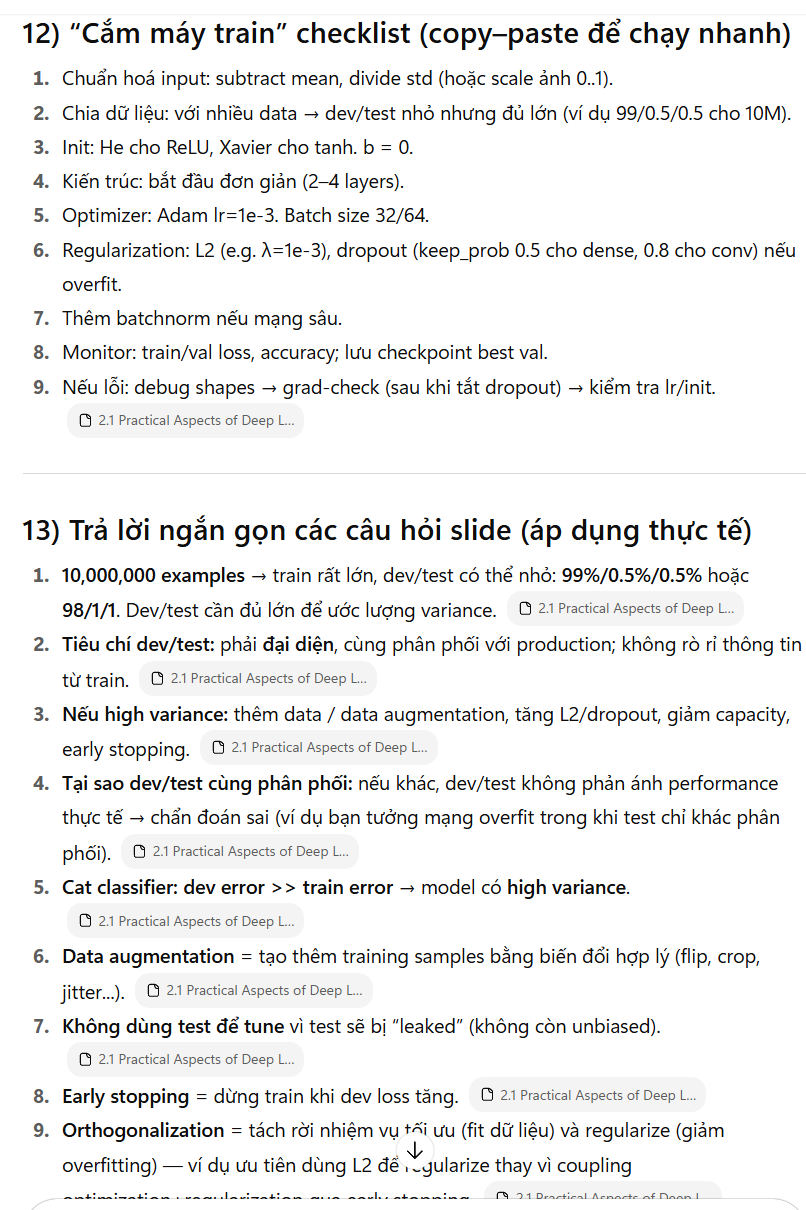 12) “Cắm máy train” checklist (copy–paste để chạy nhanh)
1. Chuẩn hoá input: subtract mean, divide std (hoặc scale ảnh 0..1).
2. Chia dữ liệu: với nhiều data → dev/test nhỏ nhưng đủ lớn (ví dụ 99/0.5/0.5 cho 10M).
3. Init: He cho ReLU, Xavier cho tanh. b = 0.
4. Kiến trúc: bắt đầu đơn giản (2–4 layers).
5. Optimizer: Adam lr=1e-3. Batch size 32/64.
6. Regularization: L2 (e.g. λ=1e-3), dropout (keep_prob 0.5 cho dense, 0.8 cho conv) nếu
overfit.
7. Thêm batchnorm nếu mạng sâu.
8. Monitor: train/val loss, accuracy; lưu checkpoint best val.
9. Nếu lỗi: debug shapes → grad-check (sau khi tắt dropout) → kiểm tra lr/init.
2.1 Practical Aspects of Deep L...
13) Trả lời ngắn gọn các câu hỏi slide (áp dụng thực tế)
1. 10,000,000 examples → train rất lớn, dev/test có thể nhỏ: 99%/0.5%/0.5% hoặc
98/1/1. Dev/test cần đủ lớn để ước lượng variance. 2.1 Practical Aspects of Deep L...
2. Tiêu chí dev/test: phải đại diện, cùng phân phối với production; không rò rỉ thông tin
từ train. 2.1 Practical Aspects of Deep L...
3. Nếu high variance: thêm data / data augmentation, tăng L2/dropout, giảm capacity,
early stopping. 2.1 Practical Aspects of Deep L...
4. Tại sao dev/test cùng phân phối: nếu khác, dev/test không phản ánh performance
thực tế → chẩn đoán sai (ví dụ bạn tưởng mạng overfit trong khi test chỉ khác phân
phối). 2.1 Practical Aspects of Deep L...
5. Cat classifier: dev error >> train error → model có high variance.
2.1 Practical Aspects of Deep L...
6. Data augmentation = tạo thêm training samples bằng biến đổi hợp lý (flip, crop,
jitter...). 2.1 Practical Aspects of Deep L...
7. Không dùng test để tune vì test sẽ bị “leaked” (không còn unbiased).
2.1 Practical Aspects of Deep L...
8. Early stopping = dừng train khi dev loss tăng. 2.1 Practical Aspects of Deep L...
9. Orthogonalization = tách rời nhiệm vụ tối ưu (fit dữ liệu) và regularize (giảm
overfitting) — ví dụ ưu tiên dùng L2 để regularize thay vì coupling
2.1 Practical Aspects of Deep L...